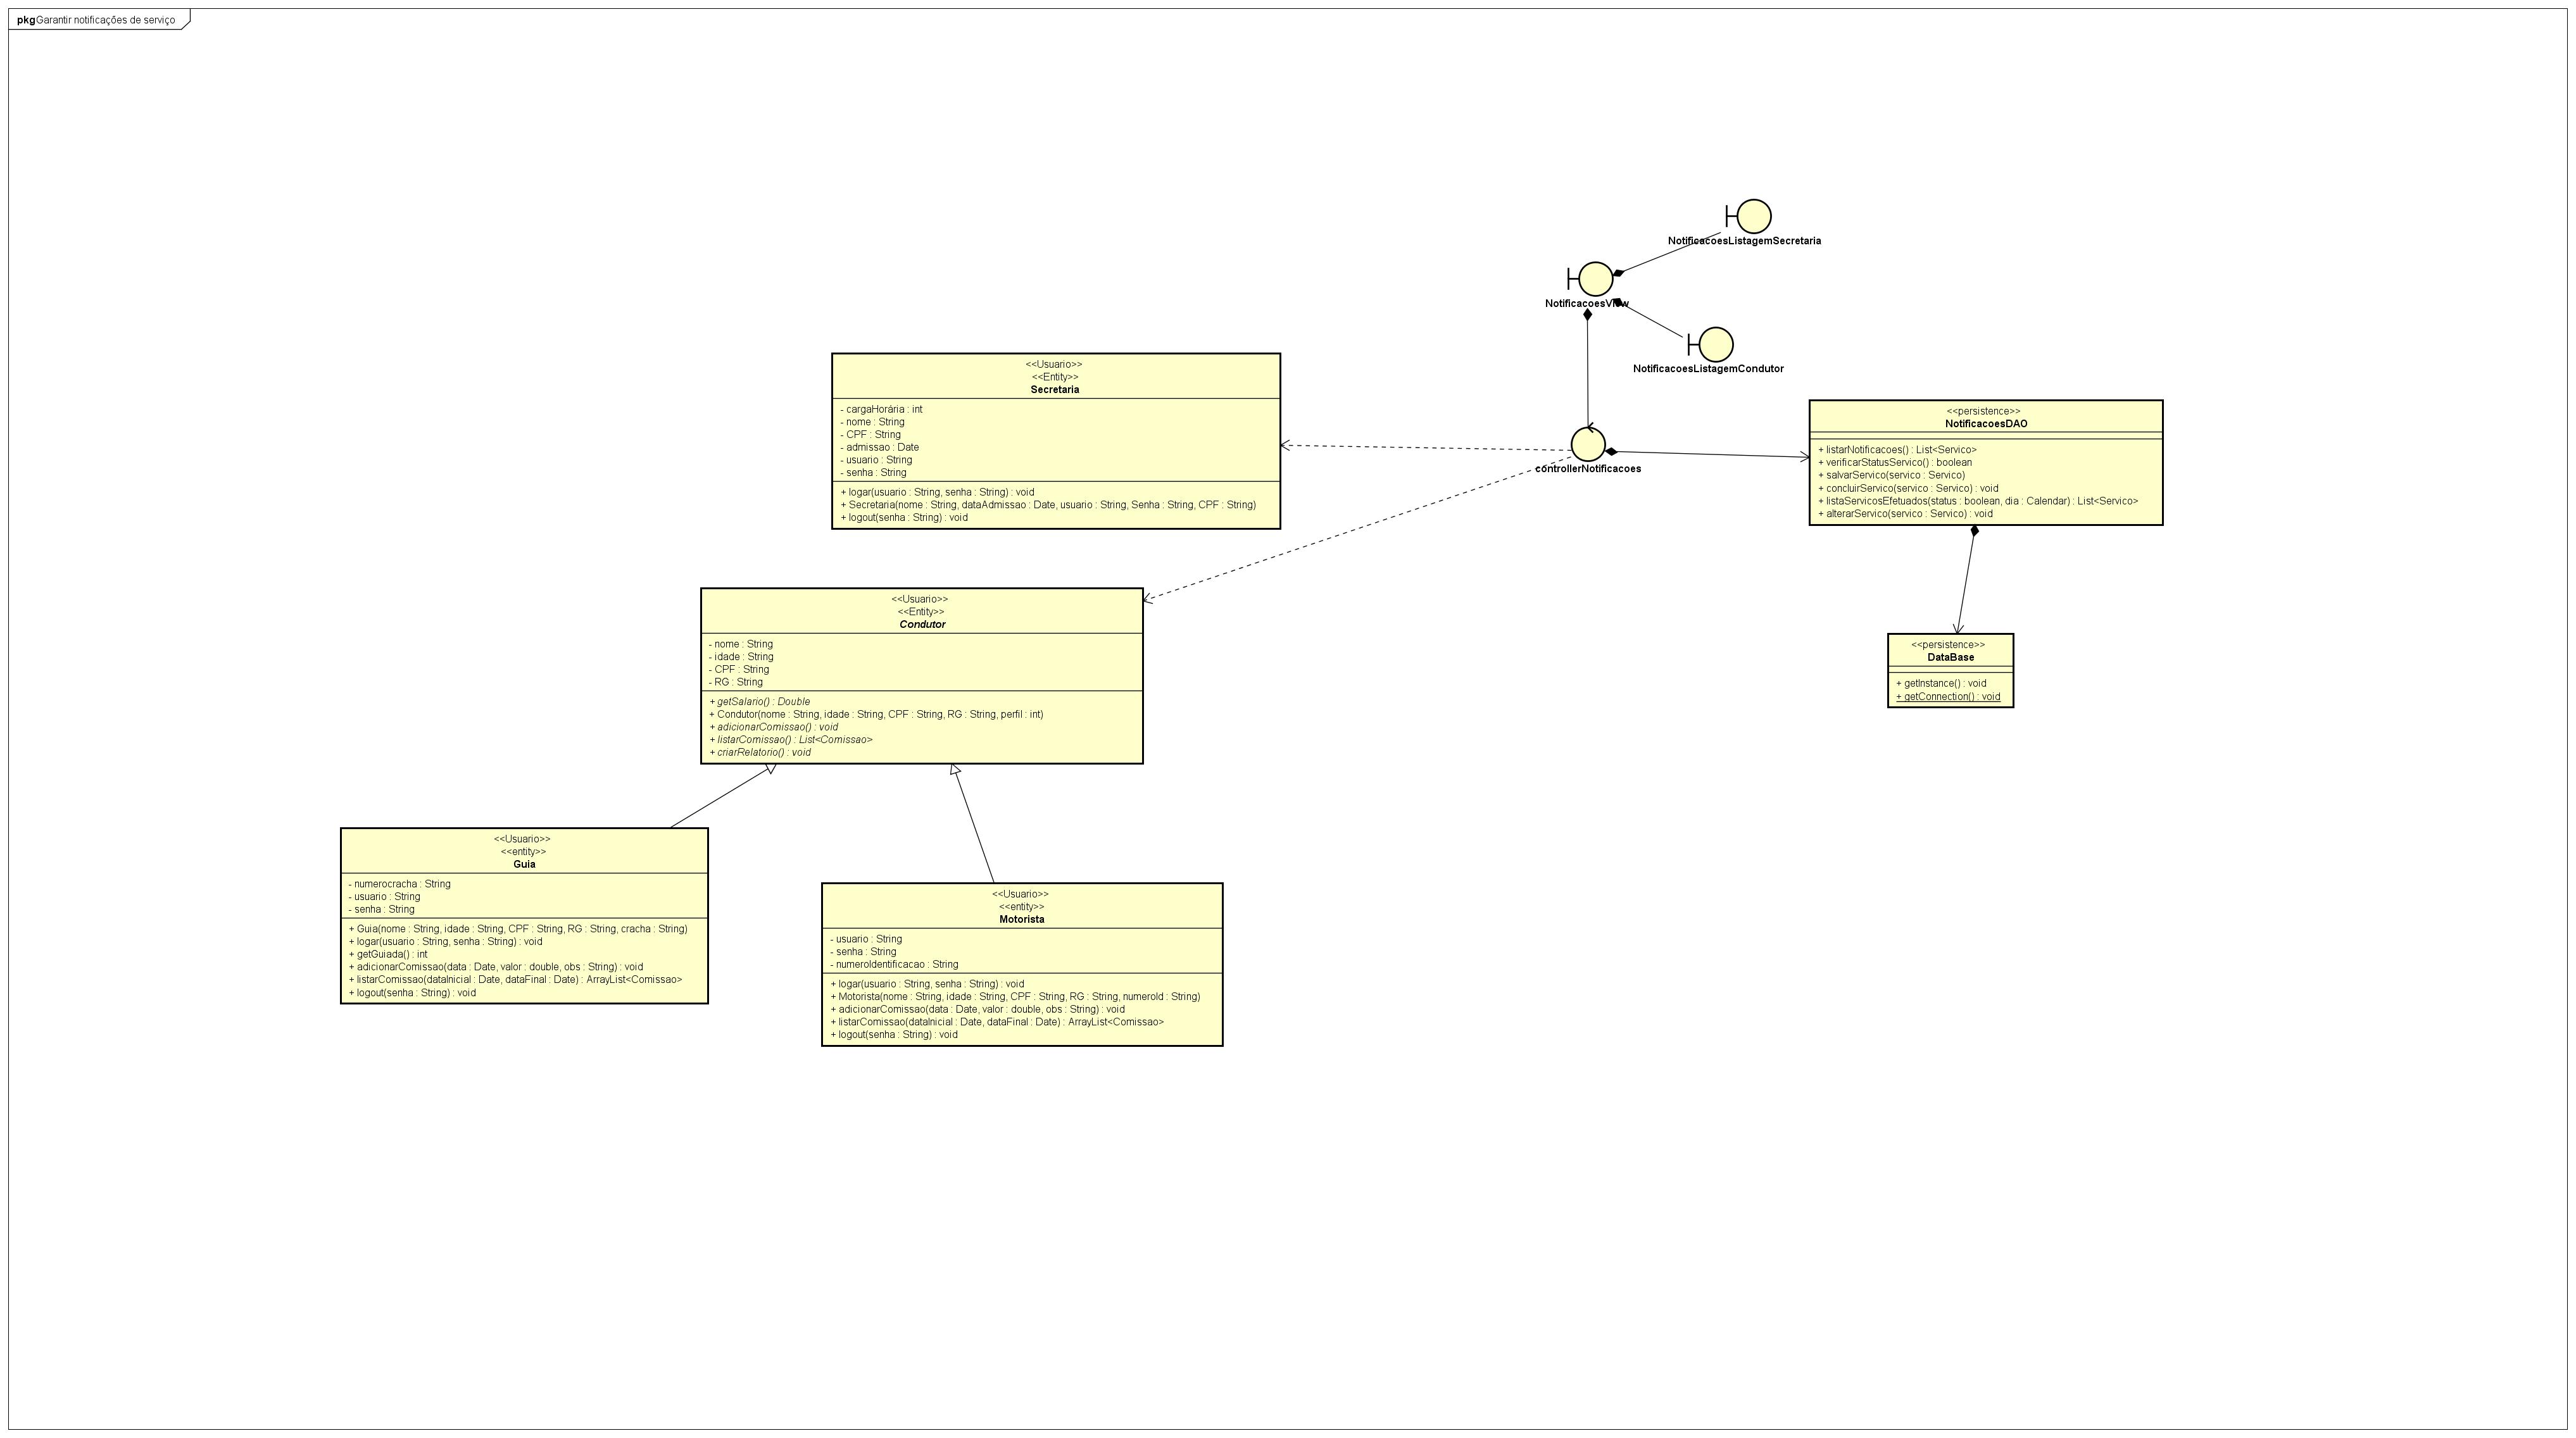 pkg Garantir notificações de serviço
NotificacoesListagemSecretaria
NotificacoesView
NotificacoesListagemCondutor
<<Usuario>>
<<Entity>>
Secretaria
- cargaHorária : int
- nome : String
- CPF : String
- admissao : Date
- usuario : String
- senha : String
+ logar(usuario : String, senha : String) : void
+ Secretaria(nome : String, dataAdmissao : Date, usuario : String, Senha : String, CPF : String)
+ logout(senha : String) : void
controllerNotificacoes
<<persistence>>
NotificacoesDAO
+ listarNotificacoes() : List<Servico>
+ verificarStatusServico() : boolean
+ salvarServico(servico : Servico)
+ concluirServico(servico : Servico) : void
+ listaServicosEfetuados(status : boolean, dia : Calendar) : List<Servico>
+ alterarServico(servico : Servico) : void
<<Usuario>>
<<Entity>>
Condutor
- nome : String
- idade : String
- CPF : String
- RG : String
+ getSalario() : Double
+ Condutor(nome : String, idade : String, CPF : String, RG : String, perfil : int)
+ adicionarComissao() : void
+ listarComissao() : List<Comissao>
+ criarRelatorio() : void
<<persistence>>
DataBase
+ getInstance() : void
+ getConnection() : void
<<Usuario>>
<<entity>>
Guia
- numerocracha : String
- usuario : String
- senha : String
+ Guia(nome : String, idade : String, CPF : String, RG : String, cracha : String)
+ logar(usuario : String, senha : String) : void
+ getGuiada() : int
+ adicionarComissao(data : Date, valor : double, obs : String) : void
+ listarComissao(dataInicial : Date, dataFinal : Date) : ArrayList<Comissao>
+ logout(senha : String) : void
<<Usuario>>
<<entity>>
Motorista
- usuario : String
- senha : String
- numeroIdentificacao : String
+ logar(usuario : String, senha : String) : void
+ Motorista(nome : String, idade : String, CPF : String, RG : String, numeroId : String)
+ adicionarComissao(data : Date, valor : double, obs : String) : void
+ listarComissao(dataInicial : Date, dataFinal : Date) : ArrayList<Comissao>
+ logout(senha : String) : void